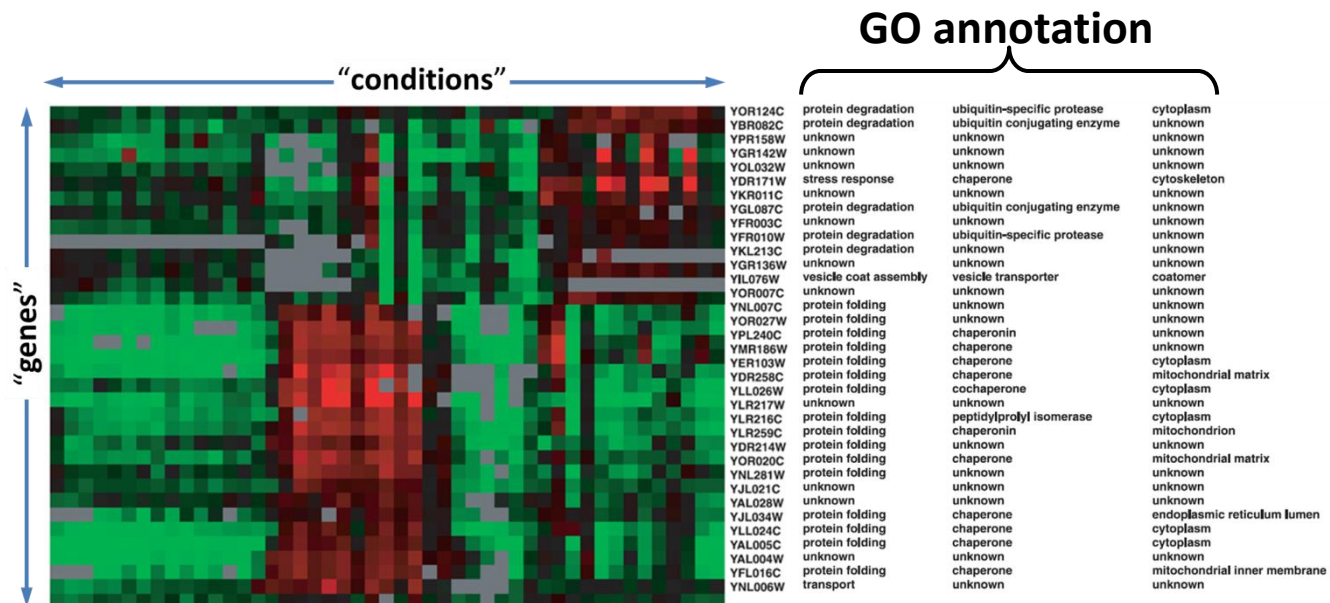 GO annotation
“conditions”
“genes”
YOR124C protein degradation ubiquitin-specific protease cytoplasm
YBR082C protein degradation ubiquitin conjugating enzyme unknown
YPR158W unknown unknown unknown
YGR142W unknown unknown unknown
YOL032W unknown unknown unknown
YDR171W stress response chaperone cytoskeleton
YKR011C unknown unknown unknown
YGL087C protein degradation ubiquitin conjugating enzyme unknown
YFR003C unknown unknown unknown
YFR010W protein degradation ubiquitin-specific protease unknown
YKL213C protein degradation unknown unknown
YGR136W unknown unknown unknown
YIL076W vesicle coat assembly vesicle transporter coatomer
YOR007C unknown unknown unknown
YNL007C protein folding unknown unknown
YOR027W protein folding unknown unknown
YPL240C protein folding chaperonin unknown
YMR186W protein folding chaperone unknown
YER103W protein folding chaperone cytoplasm
YDR258C protein folding chaperone mitochondrial matrix
YLL026W protein folding cochaperone cytoplasm
YLR217W unknown unknown unknown
YLR216C protein folding peptidylprolyl isomerase cytoplasm
YLR259C protein folding chaperonin mitochondrion
YDR214W protein folding unknown unknown
YOR020C protein folding chaperone mitochondrial matrix
YNL281W protein folding unknown unknown
YJL021C unknown unknown unknown
YAL028W unknown unknown unknown
YJL034W protein folding chaperone endoplasmic reticulum lumen
YLL024C protein folding chaperone cytoplasm
YAL005C protein folding chaperone cytoplasm
YAL004W unknown unknown unknown
YFL016C protein folding chaperone mitochondrial inner membrane
YNL006W transport unknown unknown